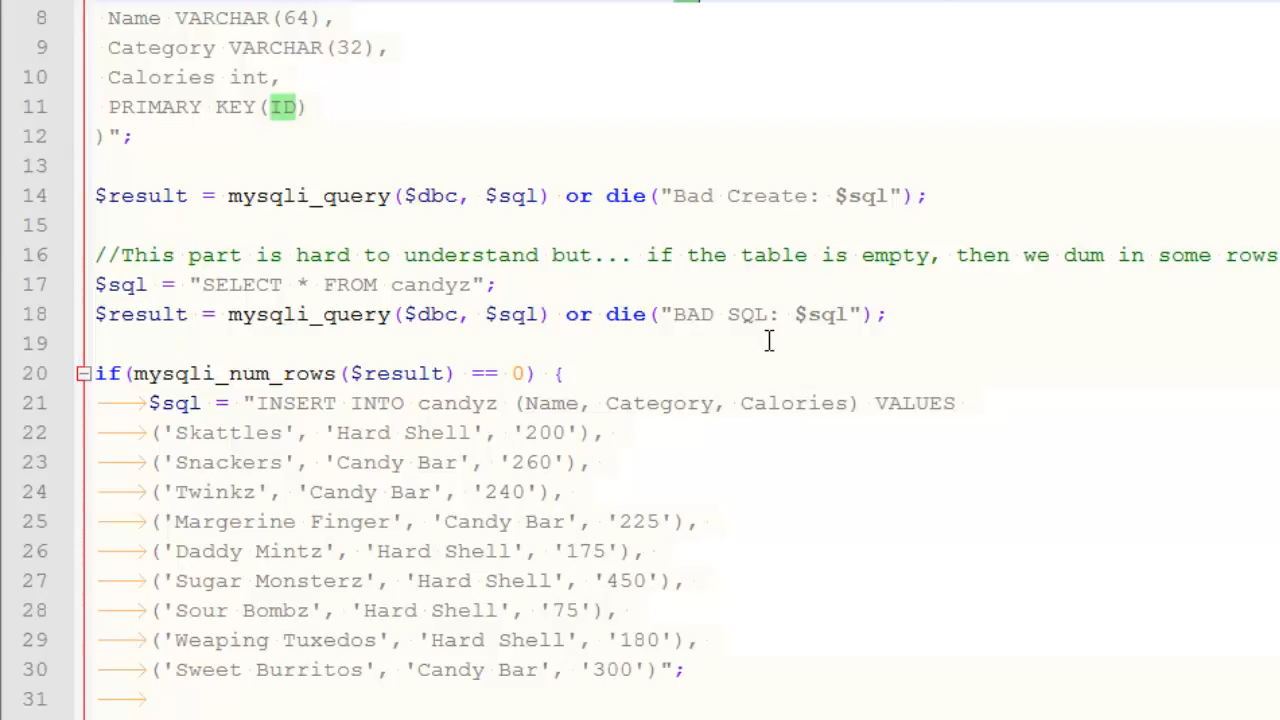 8 Name VARCHAR(64),
9 Category VARCHAR(32),
10 Calories int,
11 PRIMARY KEY(ID)
12 )";
13
14 $result = mysqli_query($dbc, $sql) or die("Bad Create: $sql");
15
16 //This part is hard to understand but... if the table is empty, then we dum in some rows
17 $sql = "SELECT * FROM candyz";
18 $result = mysqli_query($dbc, $sql) or die("BAD SQL: $sql");
19
20 if(mysqli_num_rows($result) == 0) {
21 $sql = "INSERT INTO candyz (Name, Category, Calories) VALUES
22 ('Skattles', 'Hard Shell', '200'),
23 ('Snackers', 'Candy Bar', '260'),
24 ('Twinkz', 'Candy Bar', '240'),
25 ('Margerine Finger', 'Candy Bar', '225'),
26 ('Daddy Mintz', 'Hard Shell', '175'),
27 ('Sugar Monsterz', 'Hard Shell', '450'),
28 ('Sour Bombz', 'Hard Shell', '75'),
29 ('Weaping Tuxedos', 'Hard Shell', '180'),
30 ('Sweet Burritos', 'Candy Bar', '300')";
31